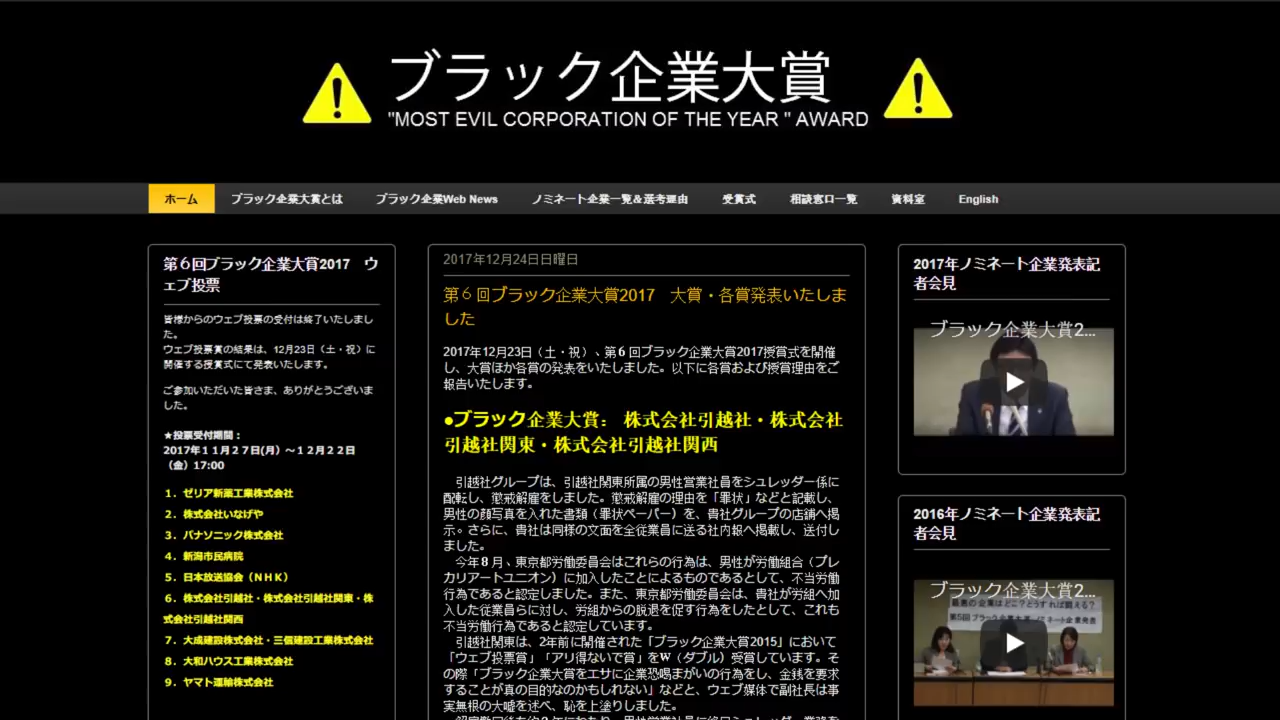 ブラック企業大賞
"MOST EVIL CORPORATION OF THE YEAR " AWARD
ホーム ブラック企業大賞とは ブラック企業Web News ノミネート企業一覧&選考理由 受賞式 相談窓口一覧 資料室 English
第6回ブラック企業大賞2017 ウ
ェブ投票
皆様からのウェブ投票の受付は終了いたしまし
た。
ウェブ投票賞の結果は、12月23日（土・祝）に
開催する授賞式にて発表いたします。
ご参加いただいた皆さま、ありがとうございま
した。
★投票受付期間：
2017年１１月２７日(月）～１２月２２日
（金）17:00
１．ゼリア新薬工業株式会社
２．株式会社いなげや
３．パナソニック株式会社
４．新潟市民病院
５．日本放送協会（ＮＨＫ）
６．株式会社引越社・株式会社引越社関東・株
式会社引越社関西
７．大成建設株式会社・三信建設工業株式会社
８．大和ハウス工業株式会社
９．ヤマト運輸株式会社
2017年12月24日日曜日
第６回ブラック企業大賞2017 大賞・各賞発表いたしま
した
2017年12月23日（土・祝）、第６回ブラック企業大賞2017授賞式を開催
し、大賞ほか各賞の発表をいたしました。以下に各賞および授賞理由をご
報告いたします。
●ブラック企業大賞： 株式会社引越社・株式会社
引越社関東・株式会社引越社関西
引越社グループは、引越社関東所属の男性営業社員をシュレッダー係に
配転し、懲戒解雇をしました。懲戒解雇の理由を「罪状」などと記載し、
男性の顔写真を入れた書類（罪状ペーパー）を、貴社グループの店舗へ掲
示。さらに、貴社は同様の文面を全従業員に送る社内報へ掲載し、送付し
ました。
今年８月、東京都労働委員会はこれらの行為は、男性が労働組合（プレ
カリアートユニオン）に加入したことによるものであるとして、不当労働
行為であると認定しました。また、東京都労働委員会は、貴社が労組へ加
入した従業員らに対し、労組からの脱退を促す行為をしたとして、これも
不当労働行為であると認定しています。
引越社関東は、2年前に開催された「ブラック企業大賞2015」において
「ウェブ投票賞」「アリ得ないで賞」をＷ（ダブル）受賞しています。そ
の際「ブラック企業大賞をエサに企業恐喝まがいの行為をし、金銭を要求
することが真の目的なのかもしれない」などと、ウェブ媒体で副社長は事
実無根の大嘘を述べ、恥を上塗りしました。
2017年ノミネート企業発表記
者会見
ブラック企業大賞2...
2016年ノミネート企業発表記
者会見
ブラック企業大賞2...
最悪の企業はどこ？どうすれば闘える？
第5回ブラック企業大賞ノミネート企業発表